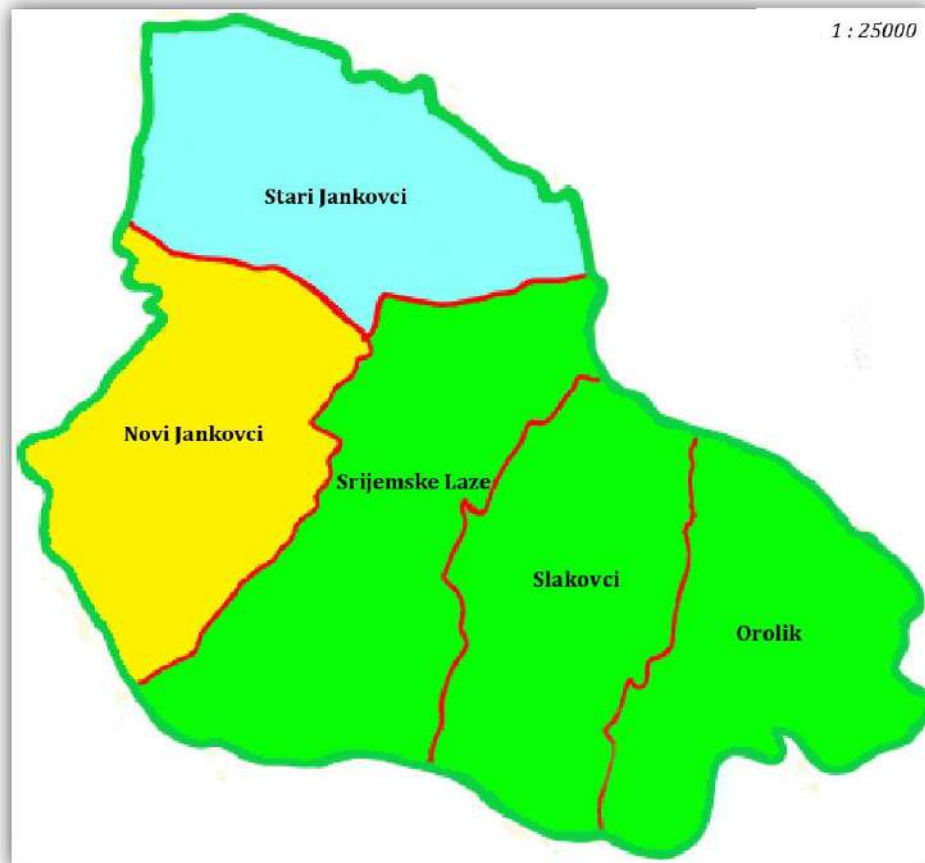 1 : 25000
Stari Jankovci
Novi Jankovci
Srijemske Laze
Slakovci
Orolik